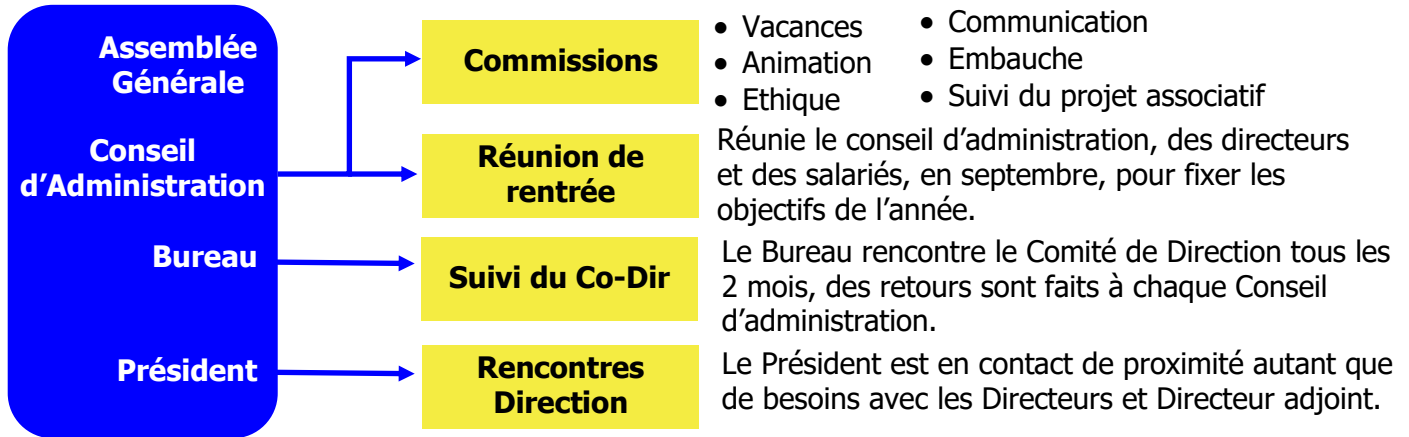 Assemblée
Générale
Conseil
d’Administration
Bureau
Président
Commissions
• Vacances
• Animation
• Ethique
• Communication
• Embauche
• Suivi du projet associatif
Réunion de
rentrée
Réunie le conseil d’administration, des directeurs
et des salariés, en septembre, pour fixer les
objectifs de l’année.
Suivi du Co-Dir
Le Bureau rencontre le Comité de Direction tous les
2 mois, des retours sont faits à chaque Conseil
d’administration.
Rencontres
Direction
Le Président est en contact de proximité autant que
de besoins avec les Directeurs et Directeur adjoint.